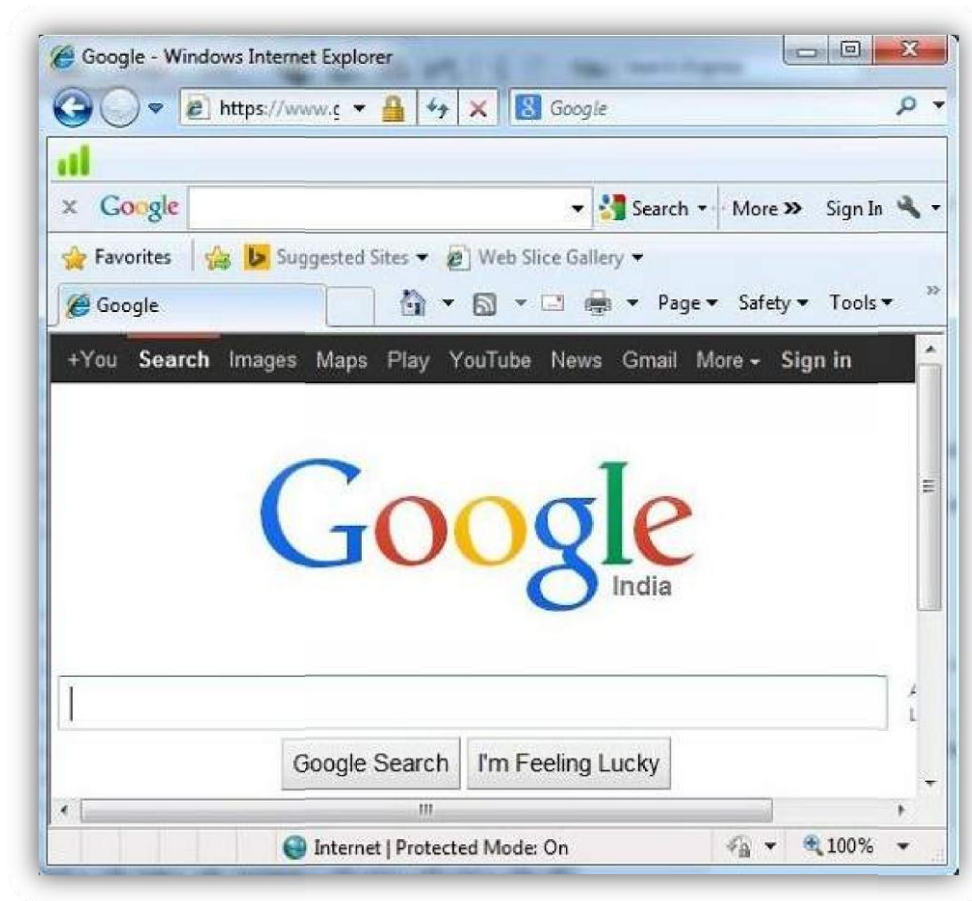 Google - Windows Internet Explorer
https://www.g Google
Google Search More » Sign In
Favorites Suggested Sites Web Slice Gallery
Google Page Safety Tools »
+You Search Images Maps Play YouTube News Gmail More Sign in
Google
India
Google Search I'm Feeling Lucky
Internet | Protected Mode: On 100%